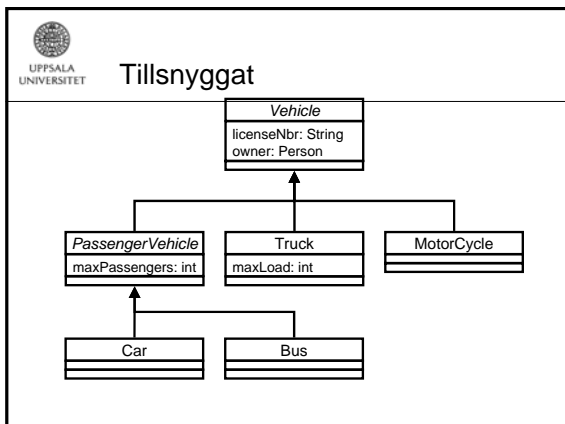 UPPSALA
UNIVERSITET
Tillsnyggat
Vehicle
licenseNbr: String
owner: Person
PassengerVehicle
maxPassengers: int
Truck
maxLoad: int
MotorCycle
Car
Bus